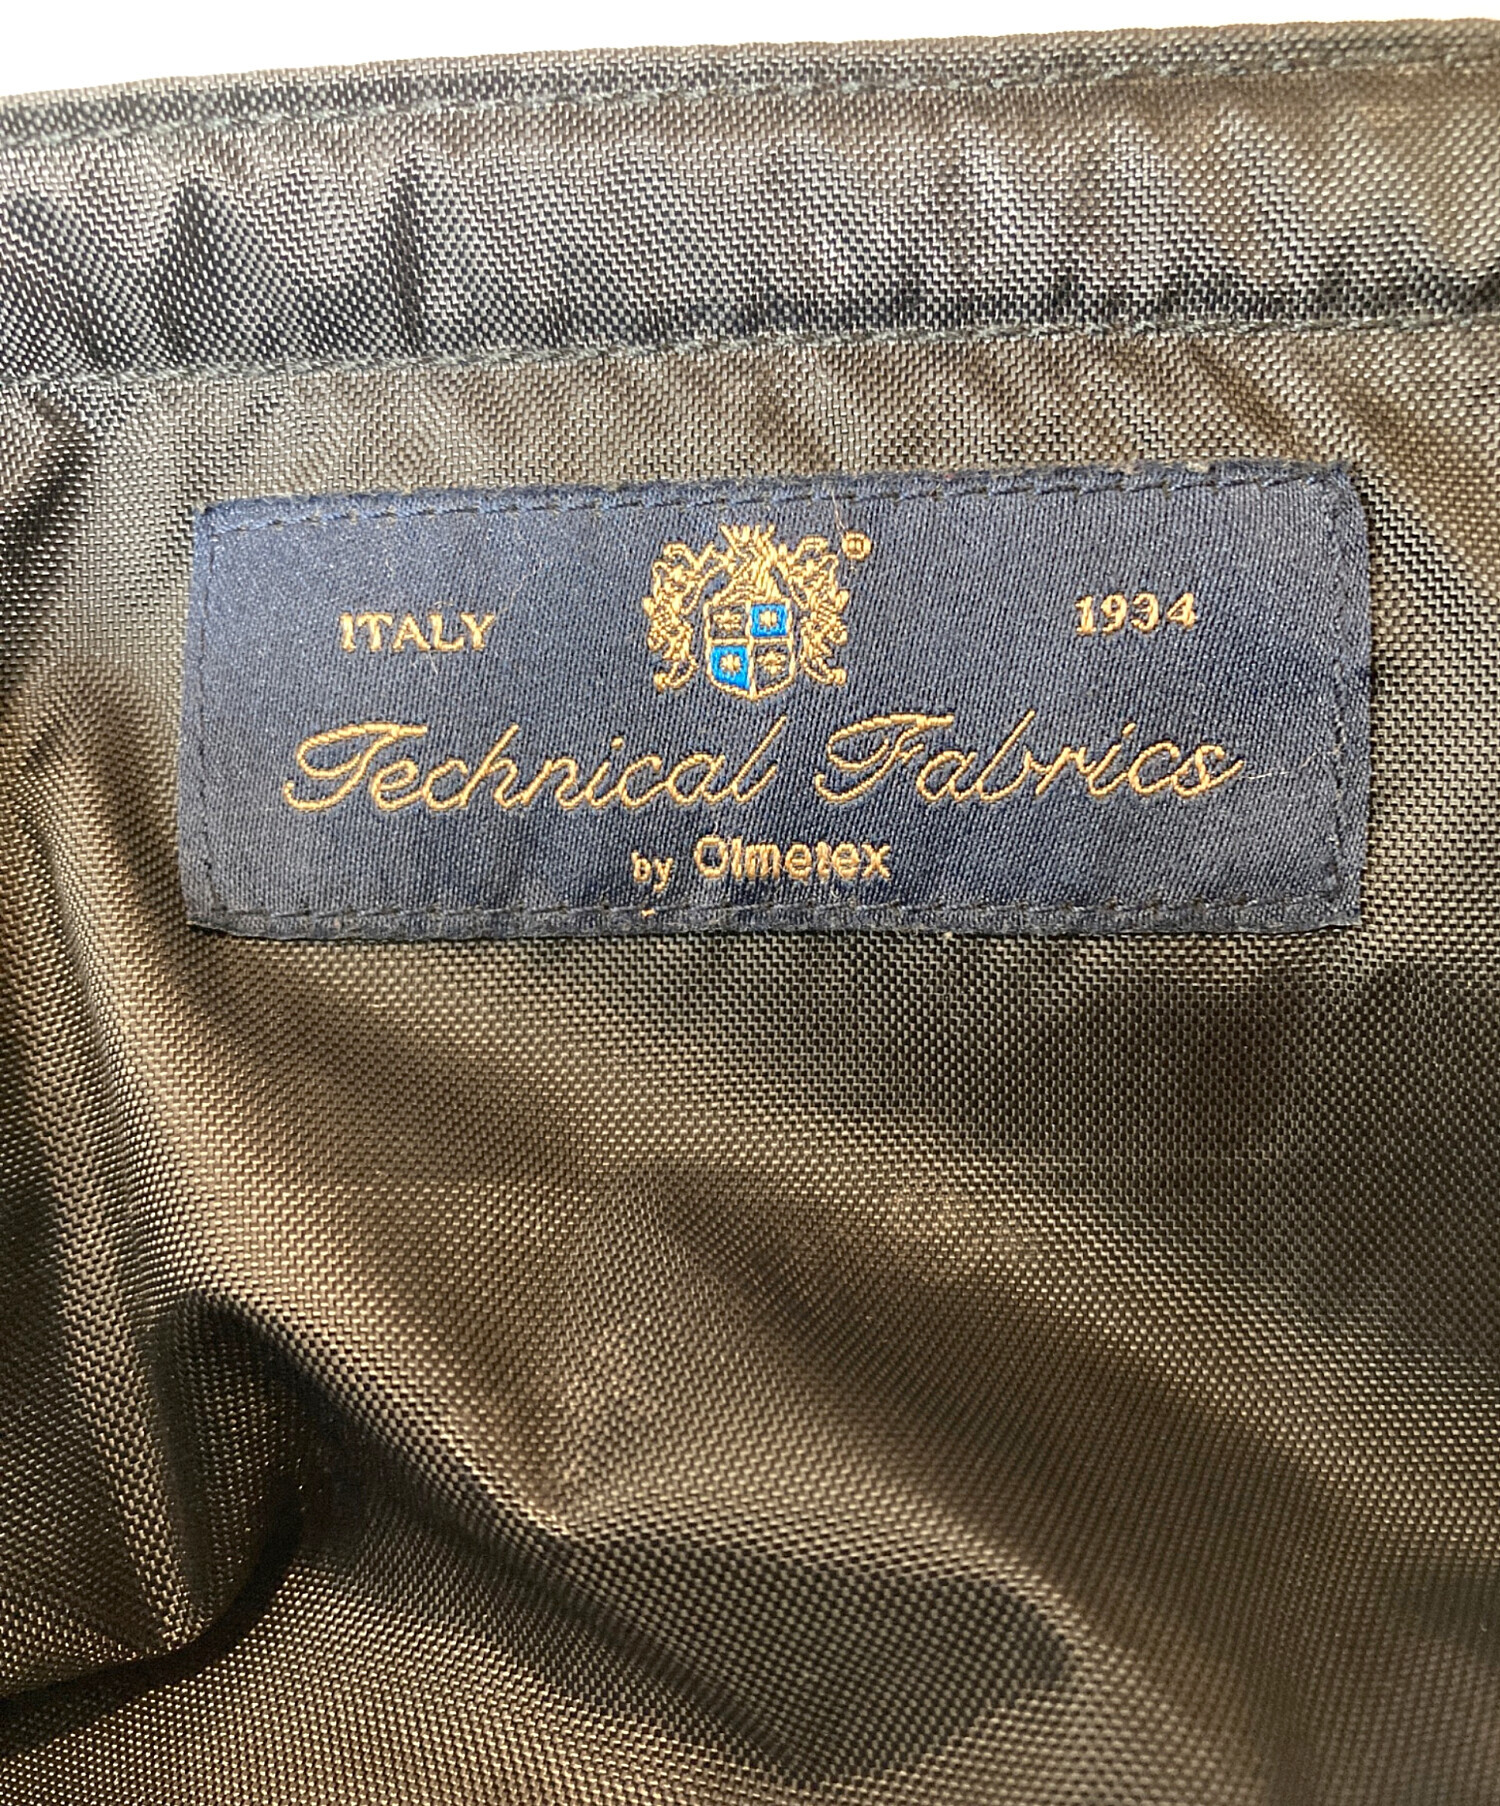 ITALY 1934
Technical Fabrics
by Olmetex